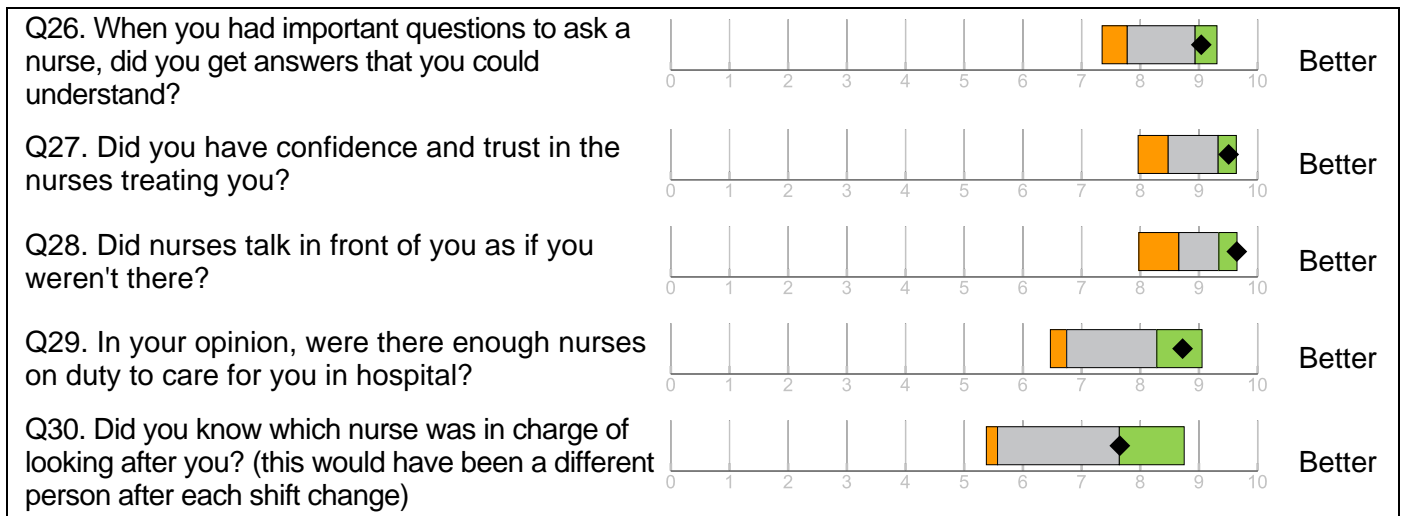 Q26. When you had important questions to ask a
nurse, did you get answers that you could
understand?
0 1 2 3 4 5 6 7 8 9 10
Better
Q27. Did you have confidence and trust in the
nurses treating you?
0 1 2 3 4 5 6 7 8 9 10
Better
Q28. Did nurses talk in front of you as if you
weren't there?
0 1 2 3 4 5 6 7 8 9 10
Better
Q29. In your opinion, were there enough nurses
on duty to care for you in hospital?
0 1 2 3 4 5 6 7 8 9 10
Better
Q30. Did you know which nurse was in charge of
looking after you? (this would have been a different
person after each shift change)
0 1 2 3 4 5 6 7 8 9 10
Better